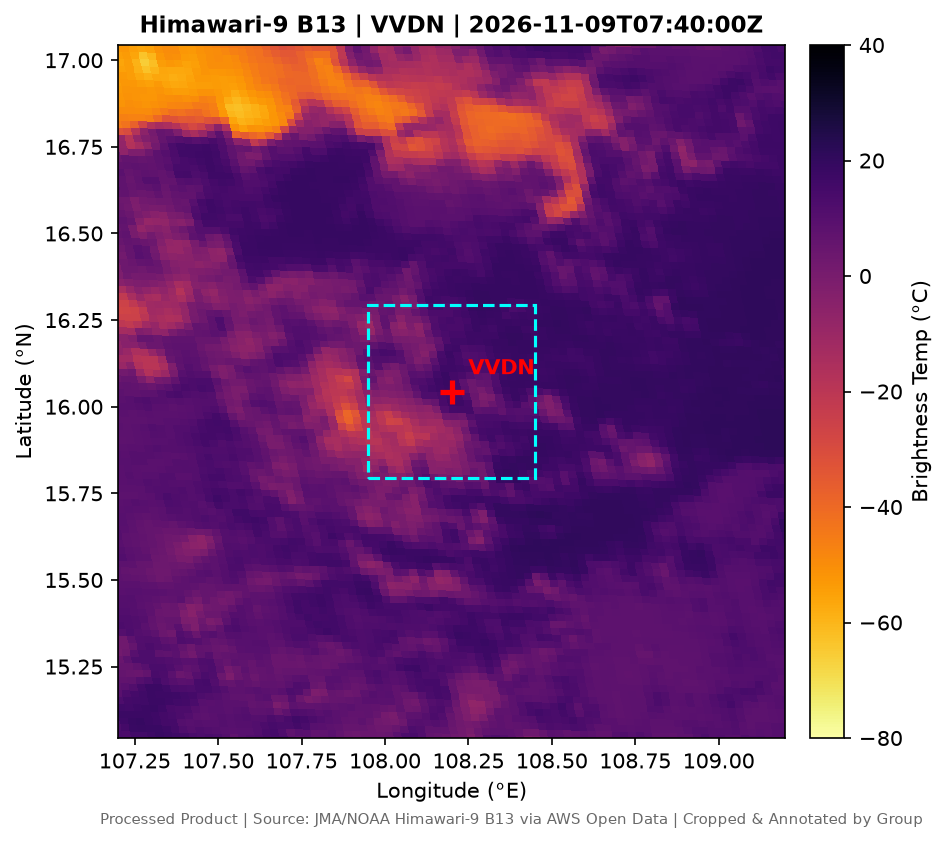 Himawari-9 B13 | VVDN | 2026-11-09T07:40:00Z
17.00
16.75
16.50
16.25
16.00
15.75
15.50
15.25
Latitude (°N)
VVDN
107.25 107.50 107.75 108.00 108.25 108.50 108.75 109.00
Longitude (°E)
40
20
0
−20
−40
−60
−80
Brightness Temp (°C)
Processed Product | Source: JMA/NOAA Himawari-9 B13 via AWS Open Data | Cropped & Annotated by Group